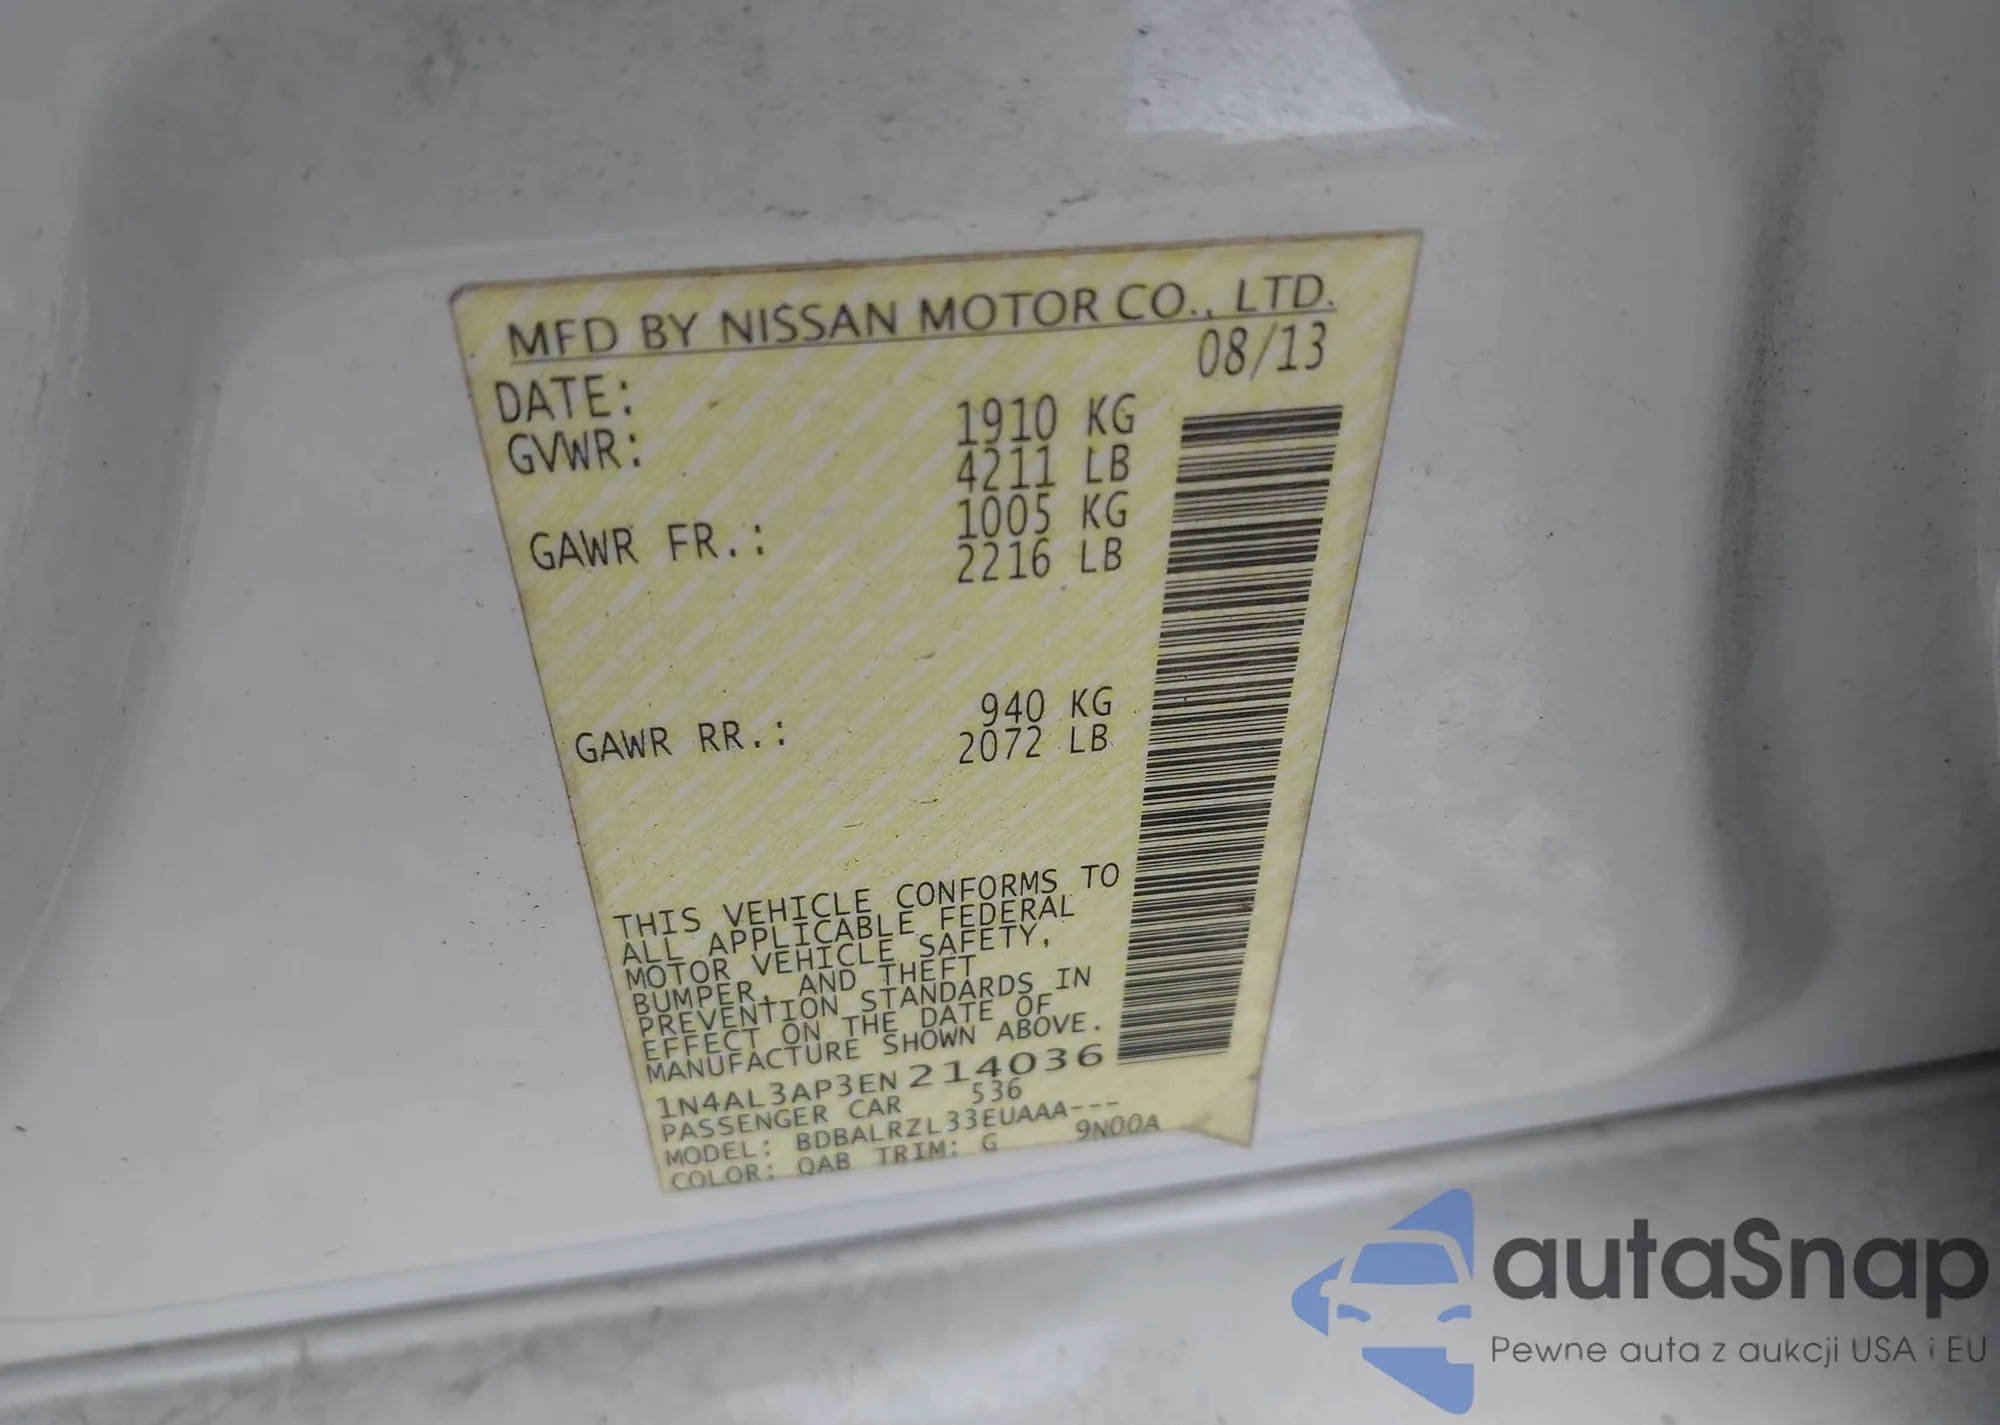 MFD BY NISSAN MOTOR CO., LTD.
DATE: 08/13
GVWR: 1910 KG
4211 LB
GAWR FR.: 1005 KG
2216 LB
GAWR RR.: 940 KG
2072 LB
THIS VEHICLE CONFORMS TO
ALL APPLICABLE FEDERAL
MOTOR VEHICLE SAFETY,
BUMPER, AND THEFT
PREVENTION STANDARDS IN
EFFECT ON THE DATE OF
MANUFACTURE SHOWN ABOVE.
1N4AL3AP3EN214036
PASSENGER CAR 536
MODEL: BDBALRZL33EUAAA---
COLOR: QAB TRIM: G 9N00A
autaSnap
Pewne auta z aukcji USA i EU